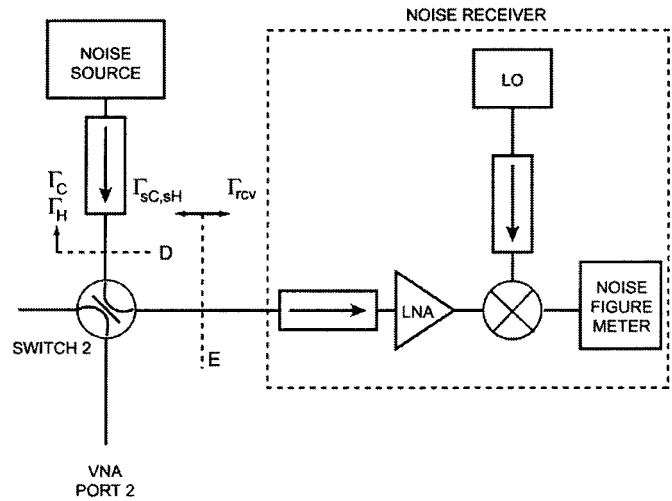 NOISE RECEIVER
NOISE
SOURCE
LO
Γ_C
Γ_H
Γ_sC,sH
Γ_rcv
D
SWITCH 2
LNA
NOISE
FIGURE
METER
E
VNA
PORT 2